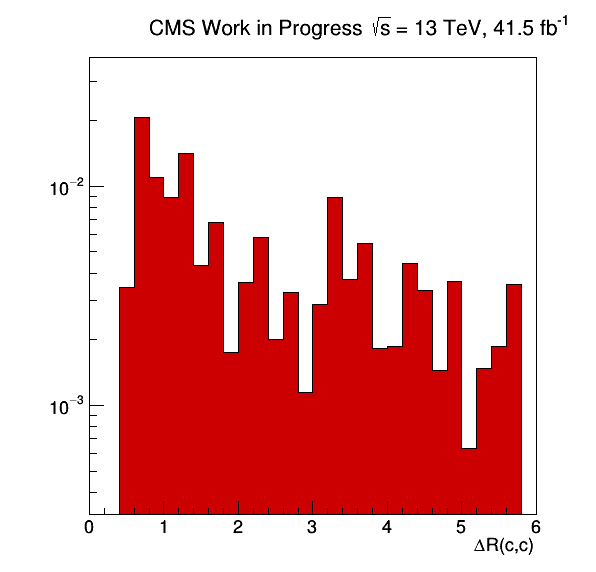 CMS Work in Progress √s = 13 TeV, 41.5 fb⁻¹
10⁻²
10⁻³
0 1 2 3 4 5 6
ΔR(c,c)